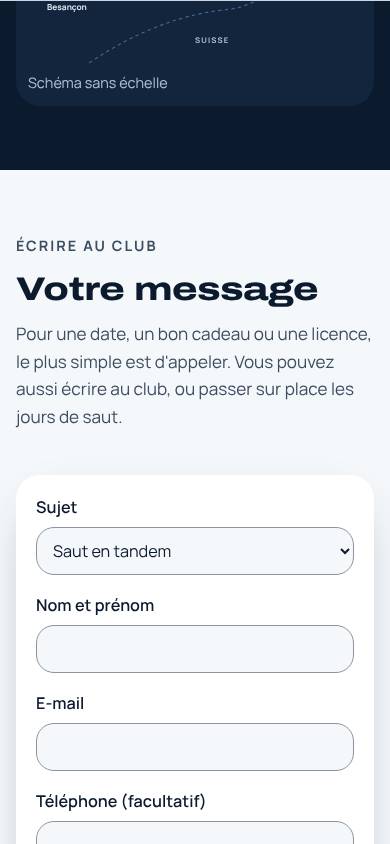 Besançon
SUISSE
Schéma sans échelle
ÉCRIRE AU CLUB
Votre message
Pour une date, un bon cadeau ou une licence,
le plus simple est d'appeler. Vous pouvez
aussi écrire au club, ou passer sur place les
jours de saut.
Sujet
Saut en tandem
Nom et prénom
E-mail
Téléphone (facultatif)